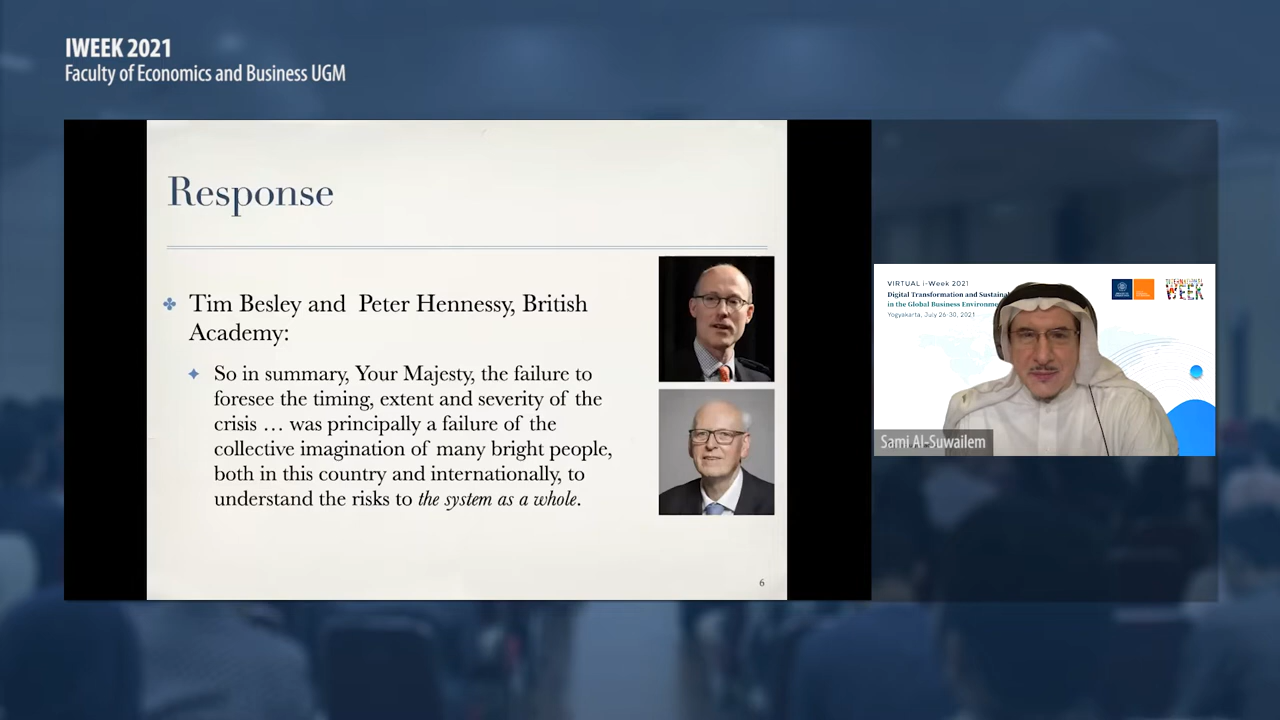 IWEEK 2021
Faculty of Economics and Business UGM
Response
Tim Besley and Peter Hennessy, British
Academy:
So in summary, Your Majesty, the failure to
foresee the timing, extent and severity of the
crisis … was principally a failure of the
collective imagination of many bright people,
both in this country and internationally, to
understand the risks to the system as a whole.
6
VIRTUAL i-Week 2021
Digital Transformation and Sustaina
in the Global Business Environme
Yogyakarta, July 26-30, 2021
INTERNATIONAL
WEEK
Sami Al-Suwailem